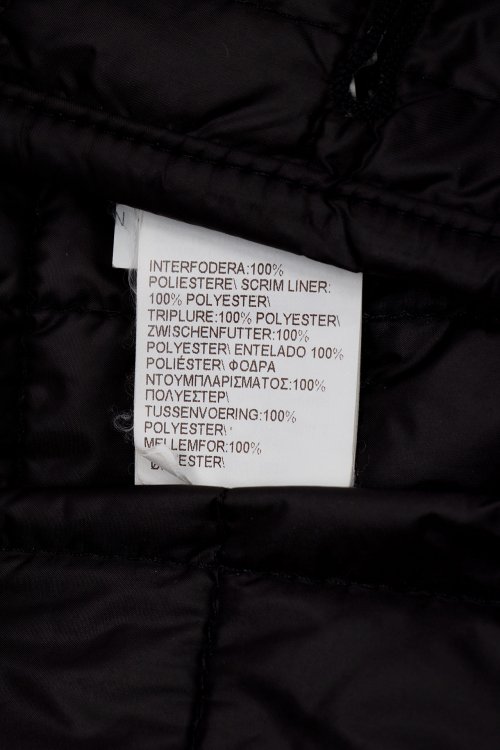 INTERFODERA:100%
POLIESTERE\ SCRIM LINER:
100% POLYESTER\
TRIPLURE:100% POLYESTER\
ZWISCHENFUTTER:100%
POLYESTER\ ENTELADO 100%
POLIÉSTER\ ΦΟΔΡΑ
ΝΤΟΥΜΠΛΑΡΙΣΜΑΤΟΣ:100%
ΠΟΛΥΕΣΤΕΡ\
TUSSENVOERING:100%
POLYESTER\
MELLEMFOR:100%